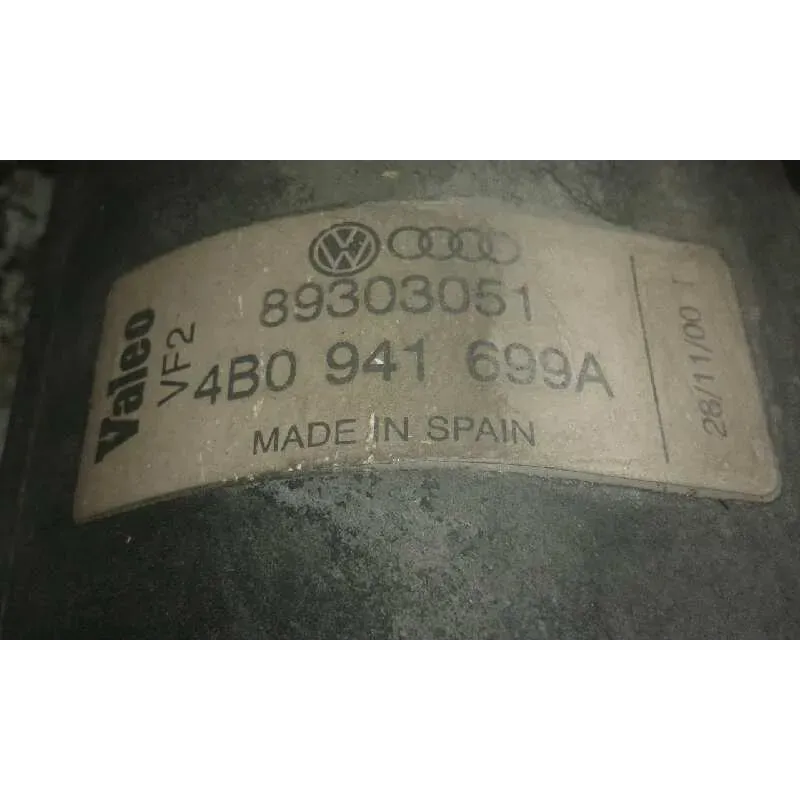 89303051
4B0 941 699A
MADE IN SPAIN
Valeo
VF2
28/11/00 T